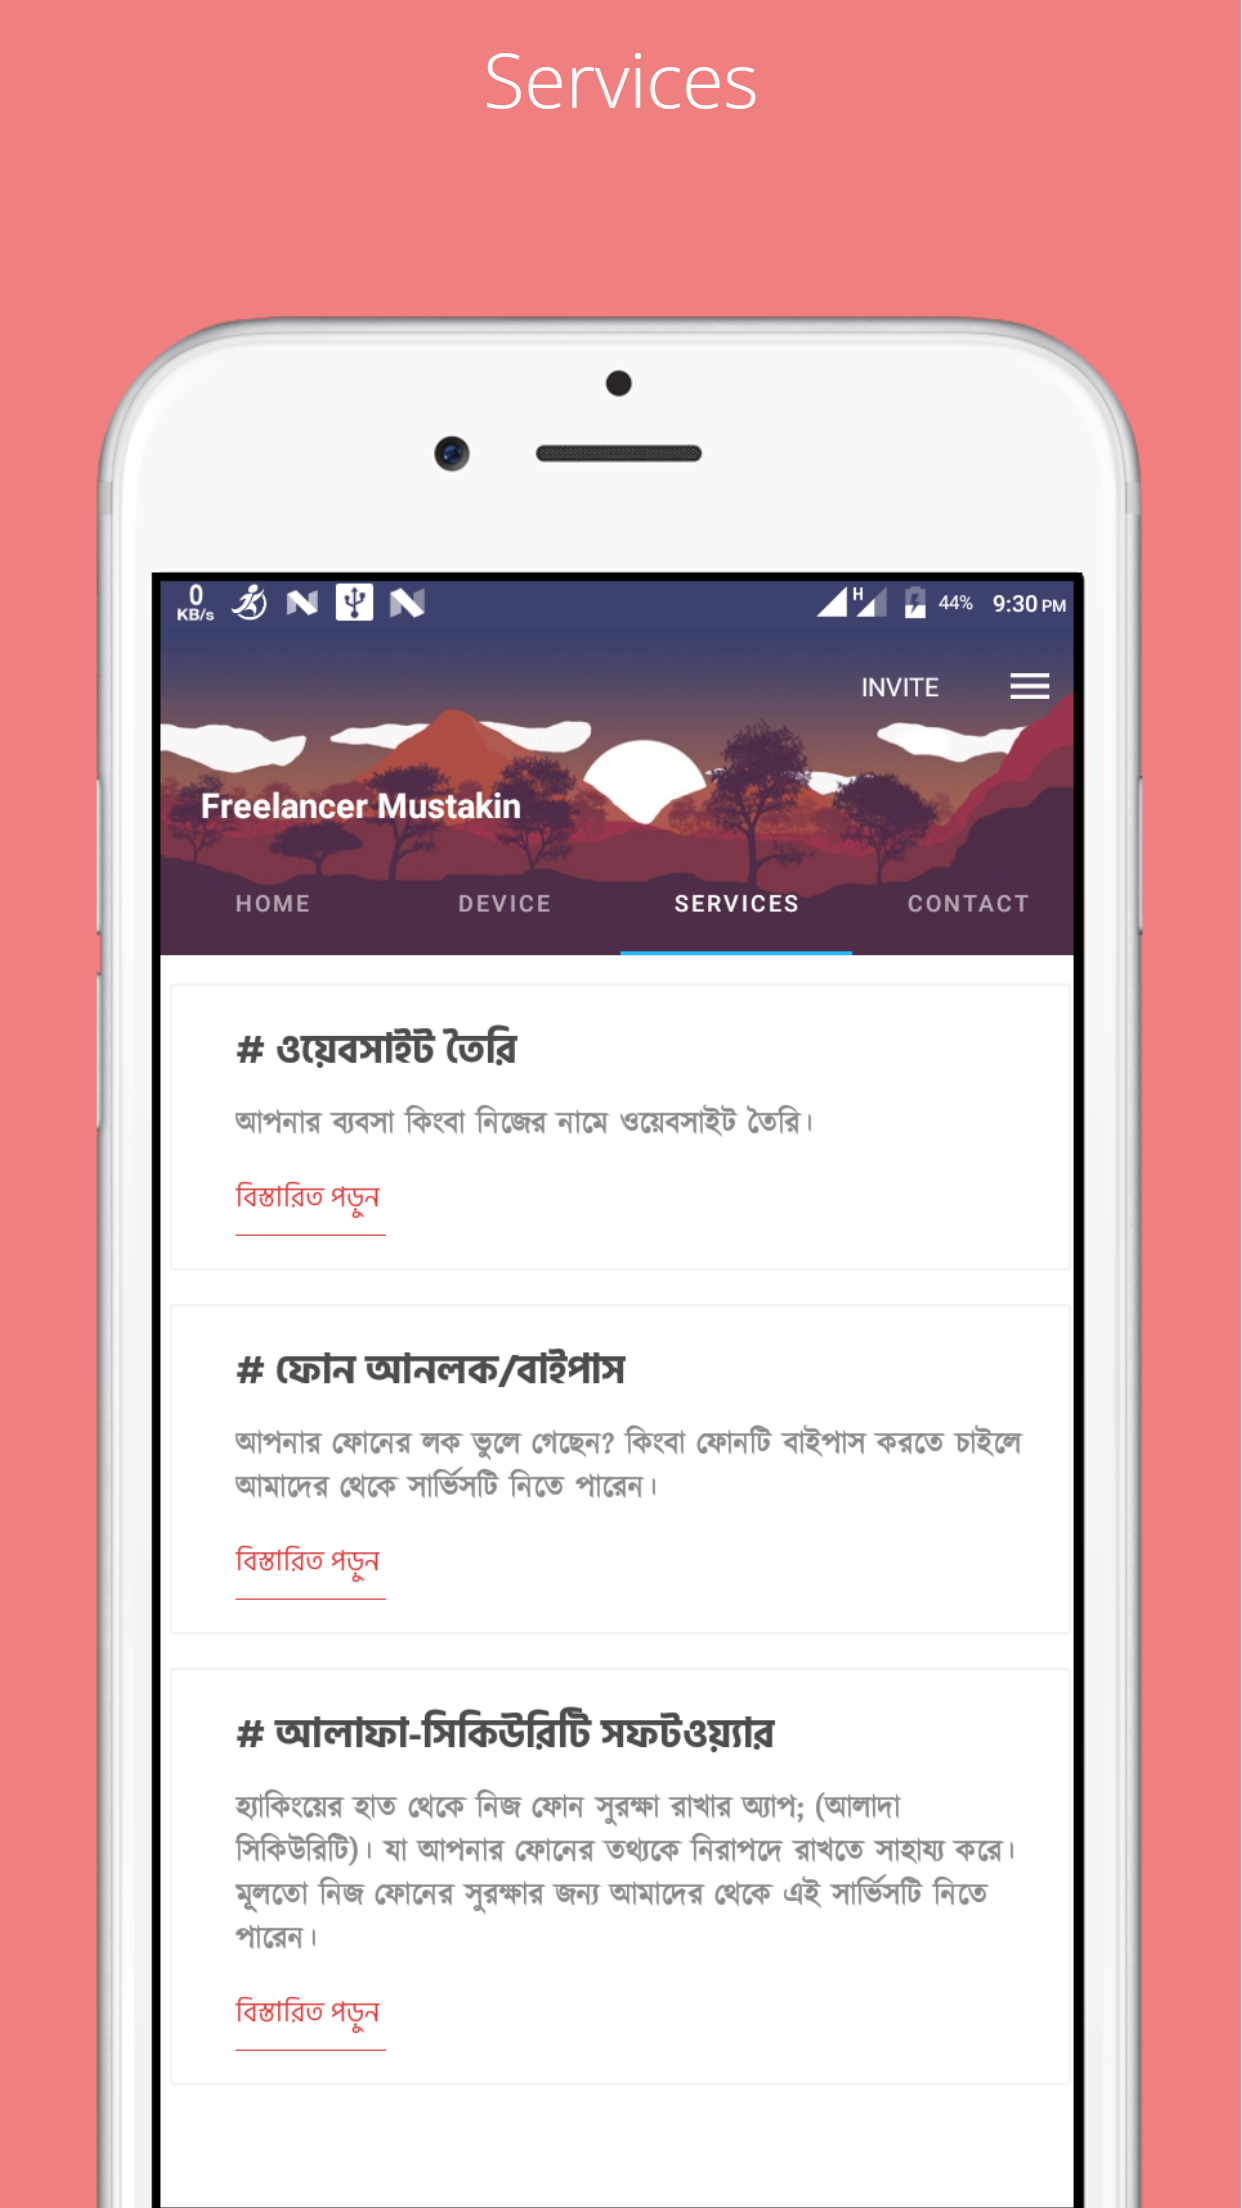 Services
0
KB/s
H
44%
9:30 PM
INVITE
Freelancer Mustakin
HOME
DEVICE
SERVICES
CONTACT
# ওয়েবসাইট তৈরি
আপনার ব্যবসা কিংবা নিজের নামে ওয়েবসাইট তৈরি।
বিস্তারিত পড়ুন
# ফোন আনলক/বাইপাস
আপনার ফোনের লক ভুলে গেছেন? কিংবা ফোনটি বাইপাস করতে চাইলে
আমাদের থেকে সার্ভিসটি নিতে পারেন।
বিস্তারিত পড়ুন
# আলাফা-সিকিউরিটি সফটওয়্যার
হ্যাকিংয়ের হাত থেকে নিজ ফোন সুরক্ষা রাখার অ্যাপ; (আলাদা
সিকিউরিটি)। যা আপনার ফোনের তথ্যকে নিরাপদে রাখতে সাহায্য করে।
মূলতো নিজ ফোনের সুরক্ষার জন্য আমাদের থেকে এই সার্ভিসটি নিতে
পারেন।
বিস্তারিত পড়ুন